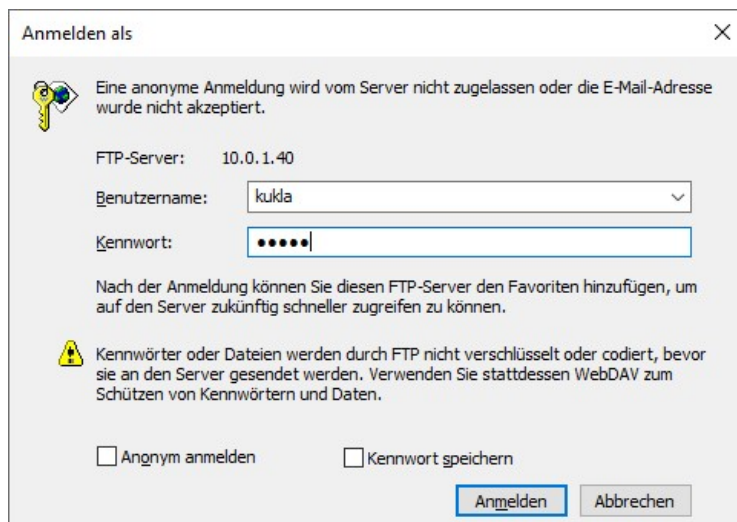 Anmelden als
Eine anonyme Anmeldung wird vom Server nicht zugelassen oder die E-Mail-Adresse
wurde nicht akzeptiert.
FTP-Server: 10.0.1.40
Benutzername: kukla
Kennwort: •••••
Nach der Anmeldung können Sie diesen FTP-Server den Favoriten hinzufügen, um
auf den Server zukünftig schneller zugreifen zu können.
Kennwörter oder Dateien werden durch FTP nicht verschlüsselt oder codiert, bevor
sie an den Server gesendet werden. Verwenden Sie stattdessen WebDAV zum
Schützen von Kennwörtern und Daten.
Anonym anmelden Kennwort speichern
Anmelden Abbrechen